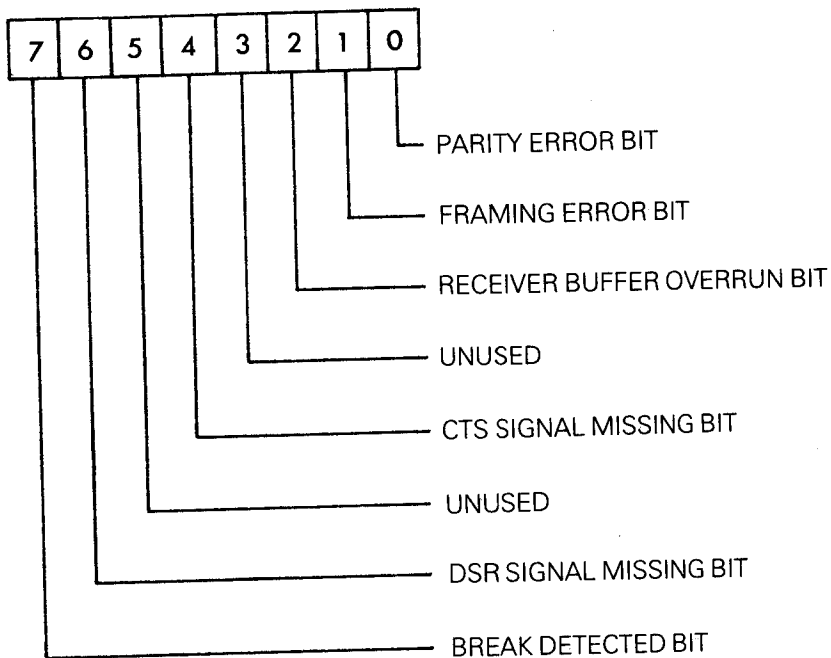 7 6 5 4 3 2 1 0
PARITY ERROR BIT
FRAMING ERROR BIT
RECEIVER BUFFER OVERRUN BIT
UNUSED
CTS SIGNAL MISSING BIT
UNUSED
DSR SIGNAL MISSING BIT
BREAK DETECTED BIT